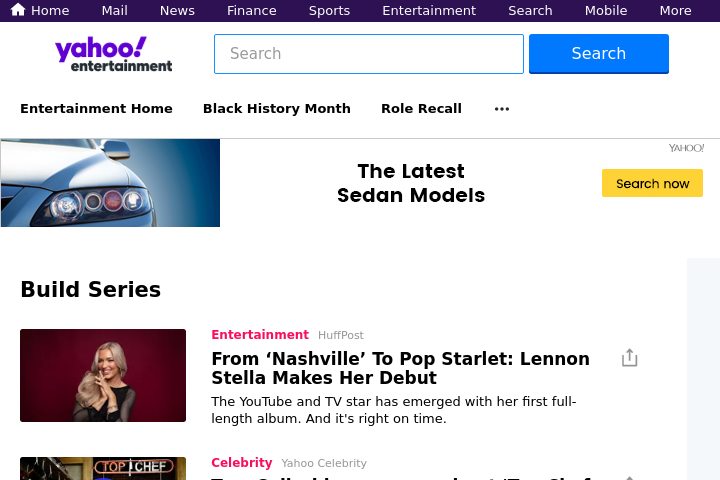 Home Mail News Finance Sports Entertainment Search Mobile More
yahoo!
entertainment
Search
Search
Entertainment Home Black History Month Role Recall
YAHOO!
The Latest
Sedan Models
Search now
Build Series
Entertainment HuffPost
From ‘Nashville’ To Pop Starlet: Lennon
Stella Makes Her Debut
The YouTube and TV star has emerged with her first full-
length album. And it's right on time.
TOP CHEF
Celebrity Yahoo Celebrity